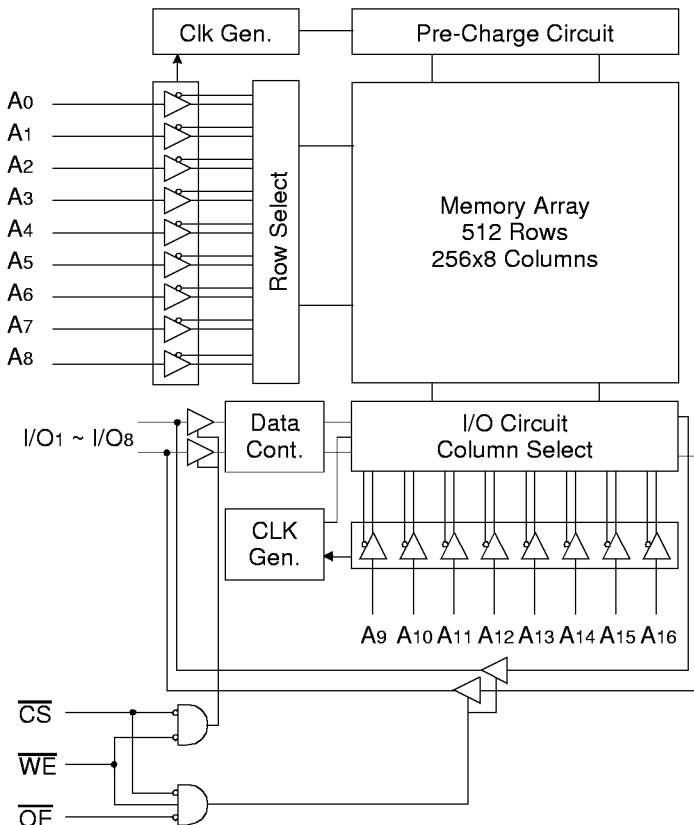 Clk Gen.
Pre-Charge Circuit
A0
A1
A2
A3
A4
A5
A6
A7
A8
Row Select
Memory Array
512 Rows
256x8 Columns
I/O1 ~ I/O8
Data
Cont.
I/O Circuit
Column Select
CLK
Gen.
A9 A10 A11 A12 A13 A14 A15 A16
CS
WE
OE